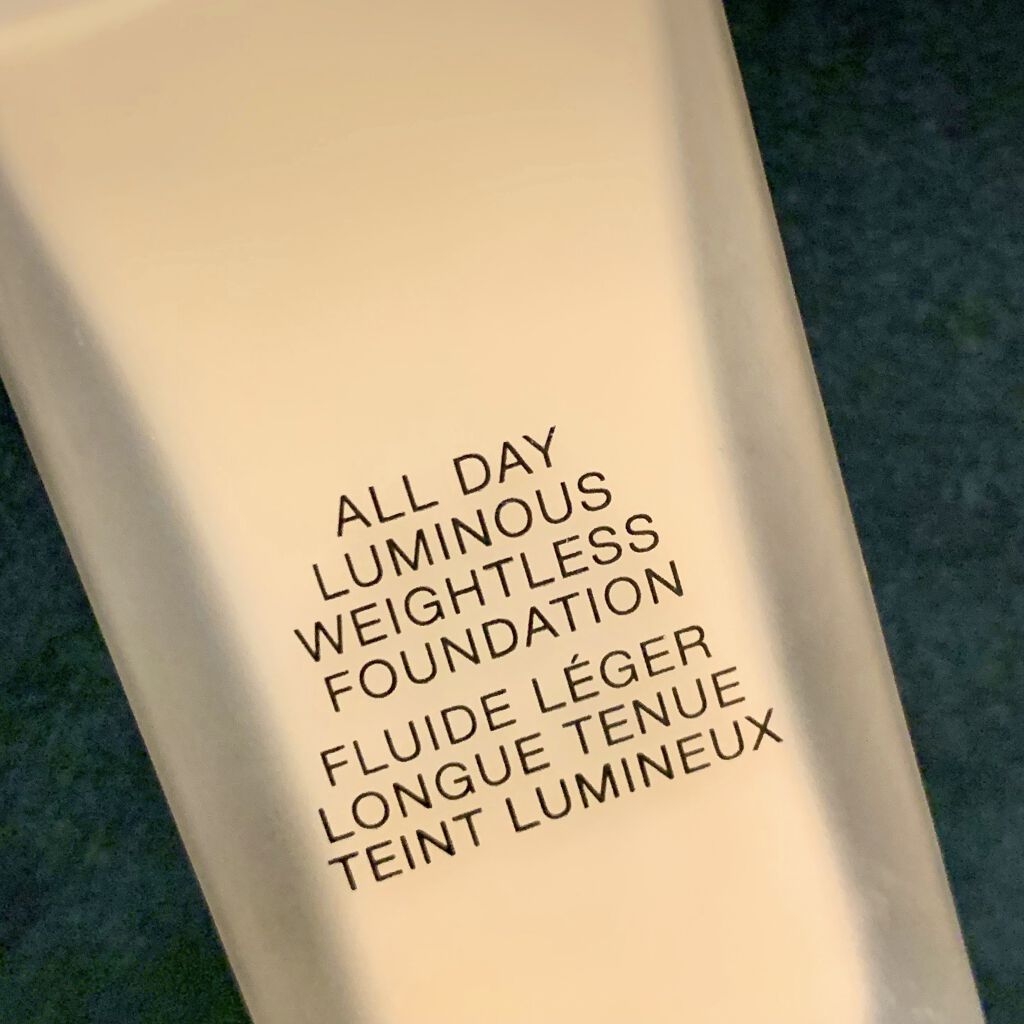 ALL DAY
LUMINOUS
WEIGHTLESS
FOUNDATION
FLUIDE LÉGER
LONGUE TENUE
TEINT LUMINEUX